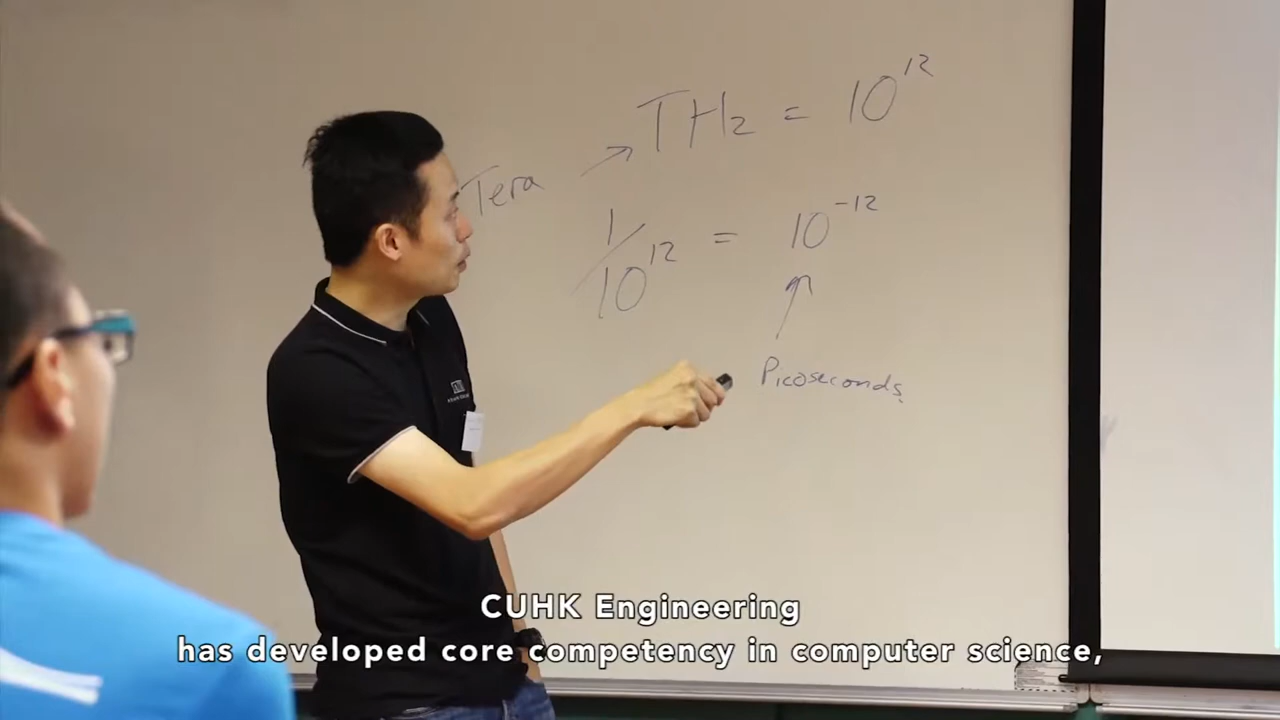 THz = 10^12
Tera →
1/10^12 = 10^-12
Picoseconds
CUHK Engineering
has developed core competency in computer science,